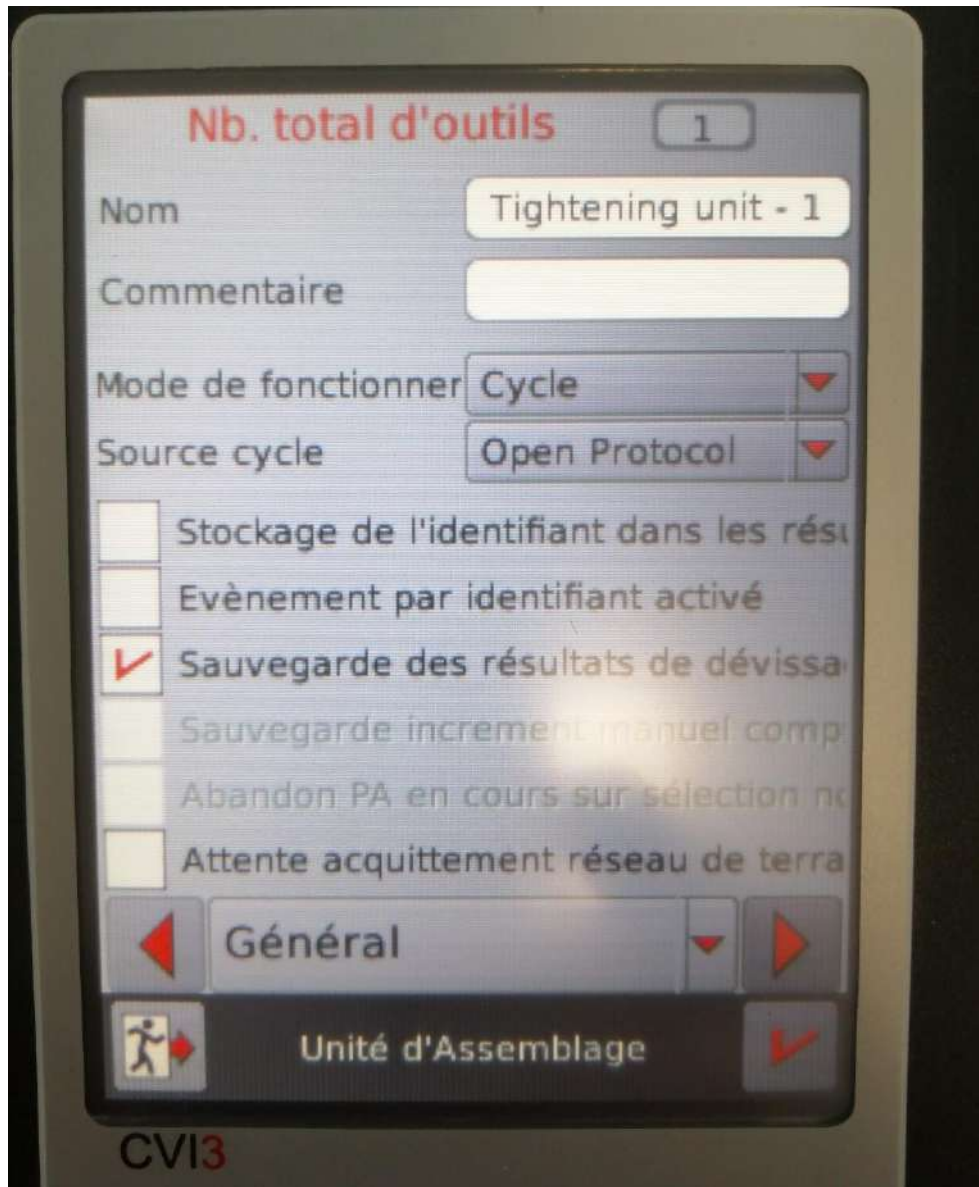 Nb. total d'outils 1
Nom Tightening unit - 1
Commentaire
Mode de fonctionner Cycle
Source cycle Open Protocol
Stockage de l'identifiant dans les résu
Evènement par identifiant activé
Sauvegarde des résultats de dévissa
Sauvegarde increment manuel comp
Abandon PA en cours sur sélection no
Attente acquittement réseau de terra
Général
Unité d'Assemblage
CVI3